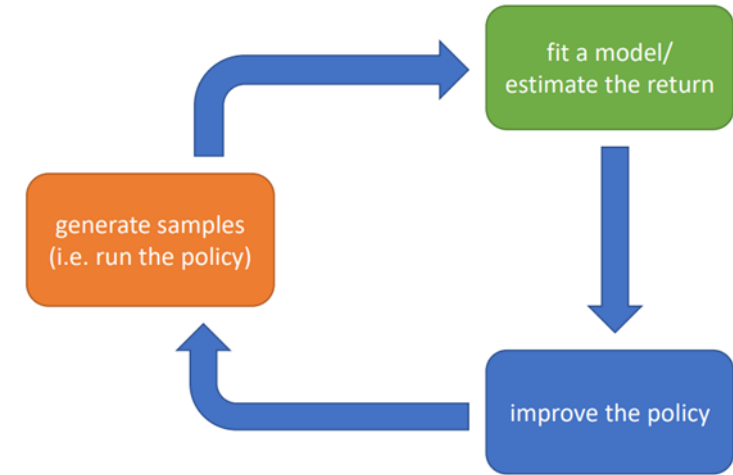 fit a model/
estimate the return
generate samples
(i.e. run the policy)
improve the policy